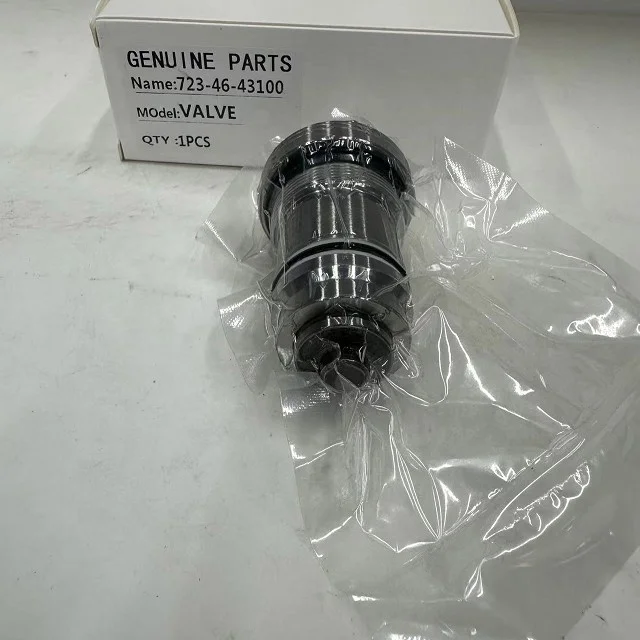 GENUINE PARTS
Name:723-46-43100
MOdel:VALVE
QTY :1PCS